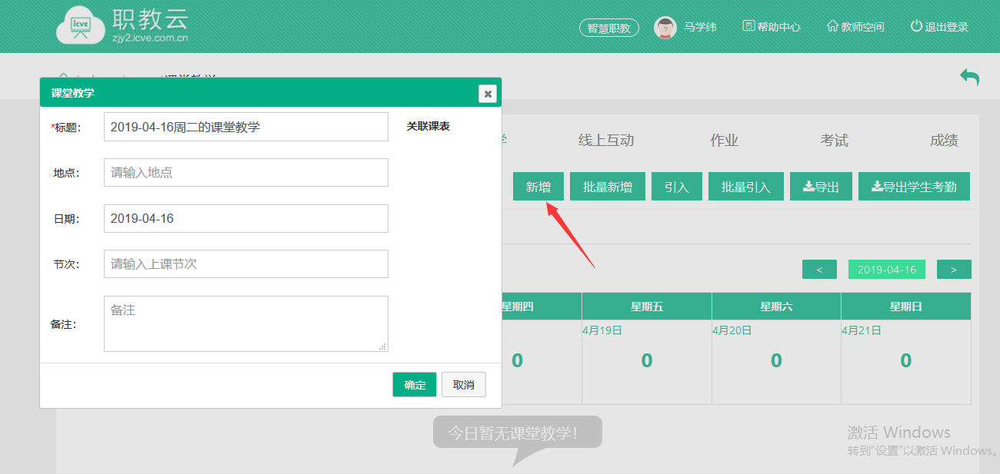 icve
职教云
zjy2.icve.com.cn
智慧职教
马学纬
帮助中心
教师空间
退出登录
课堂教学
*标题：
2019-04-16周二的课堂教学
关联课表
地点：
请输入地点
日期：
2019-04-16
节次：
请输入上课节次
备注：
备注
确定
取消
线上互动
作业
考试
成绩
新增
批量新增
引入
批量引入
导出
导出学生考勤
<
2019-04-16
>
星期四
星期五
星期六
星期日
4月19日
4月20日
4月21日
0
0
0
0
今日暂无课堂教学！
激活 Windows
转到"设置"以激活 Windows。